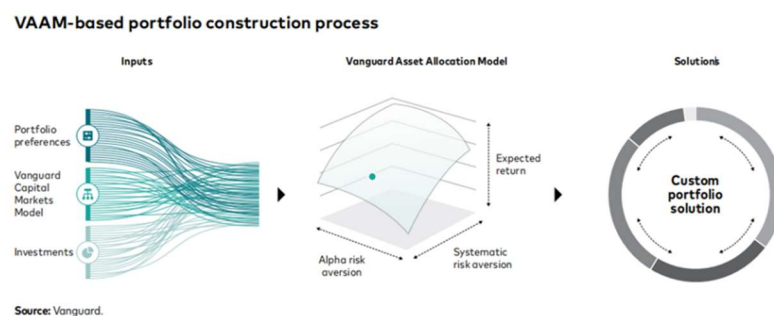 VAAM-based portfolio construction process
Inputs
Vanguard Asset Allocation Model
Solution's
Portfolio
preferences
Vanguard
Capital
Markets
Model
Investments
Expected
return
Alpha risk
aversion
Systematic
risk aversion
Custom
portfolio
solution
Source: Vanguard.